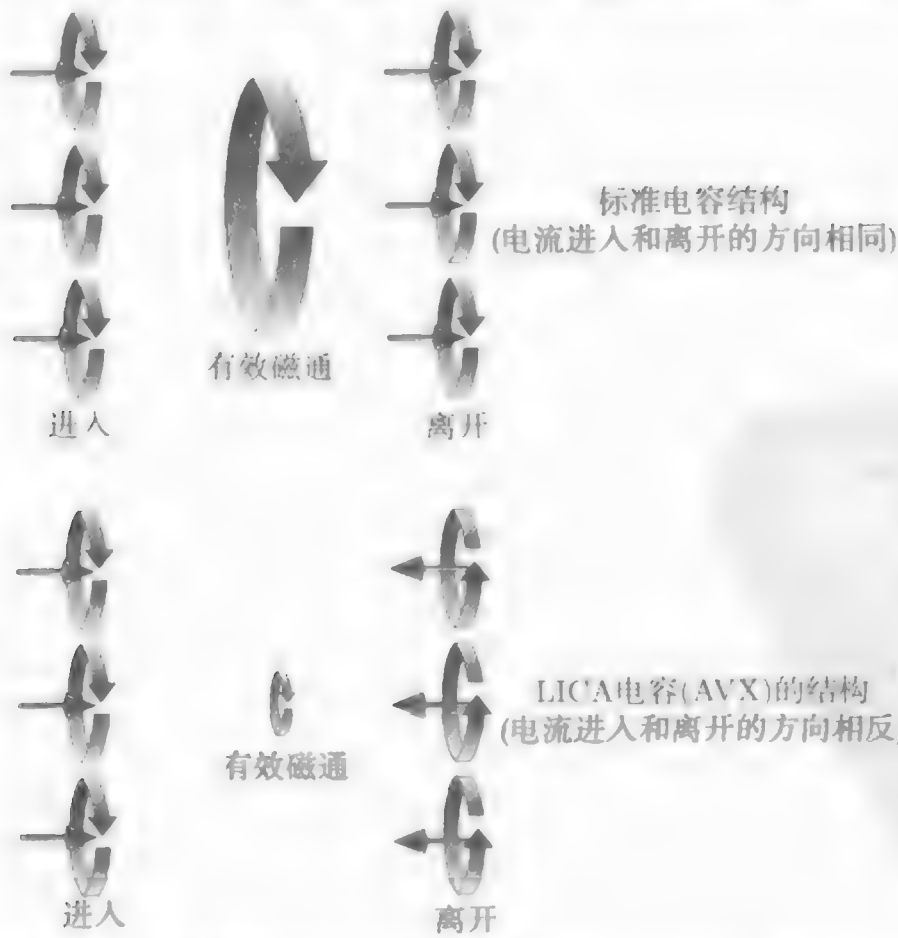 标准电容结构
(电流进入和离开的方向相同)
有效磁通
进入
离开
LICA电容(AVX)的结构
(电流进入和离开的方向相反
有效磁通
进入
离开